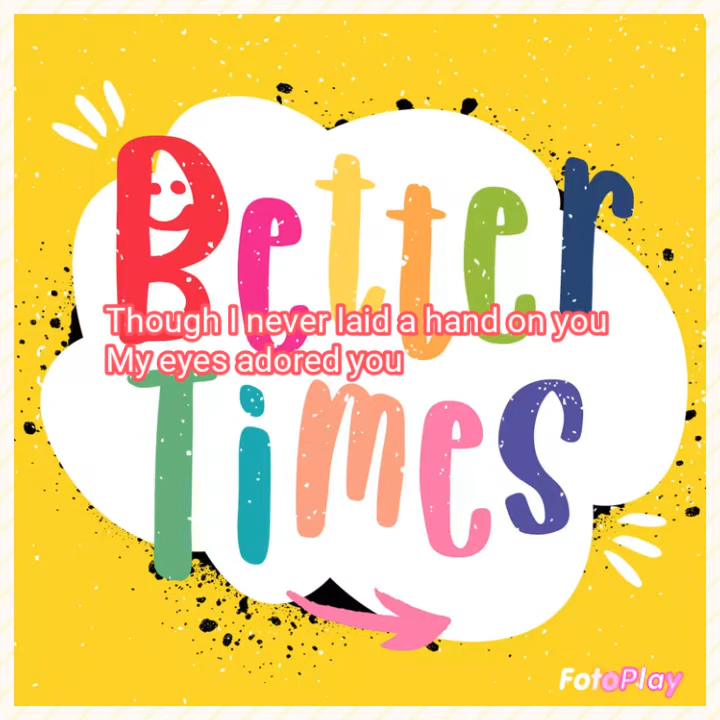 Better
Though I never laid a hand on you
My eyes adored you
Times
FotoPlay